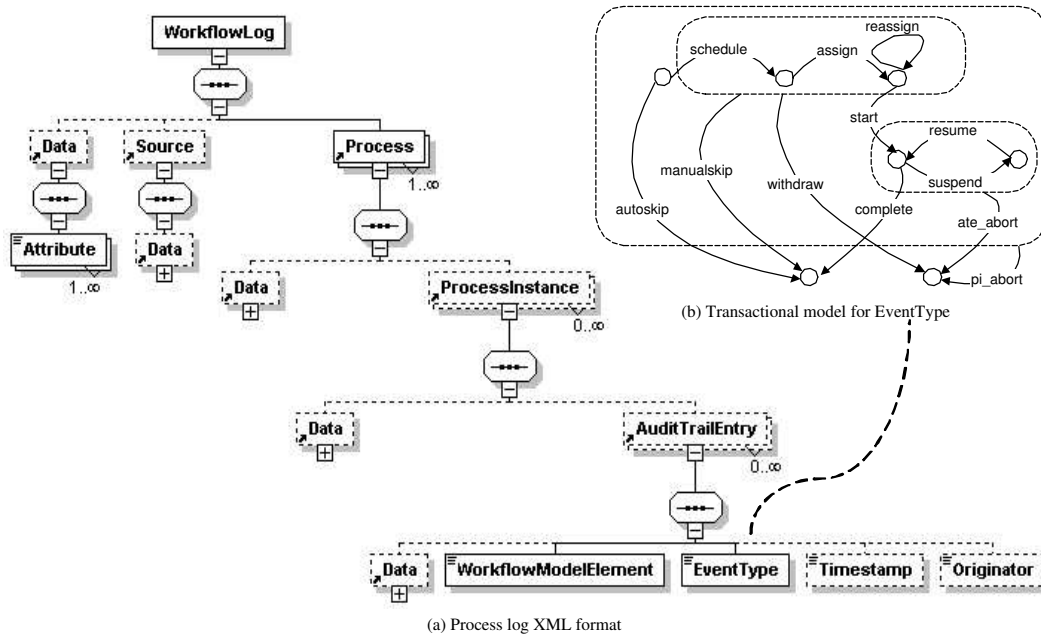 WorkflowLog
Data
Source
Process
1..∞
Attribute
1..∞
Data
Data
ProcessInstance
0..∞
Data
AuditTrailEntry
0..∞
Data
WorkflowModelElement
EventType
Timestamp
Originator
(a) Process log XML format
reassign
schedule
assign
start
resume
suspend
manualskip
withdraw
autoskip
complete
ate_abort
pi_abort
(b) Transactional model for EventType